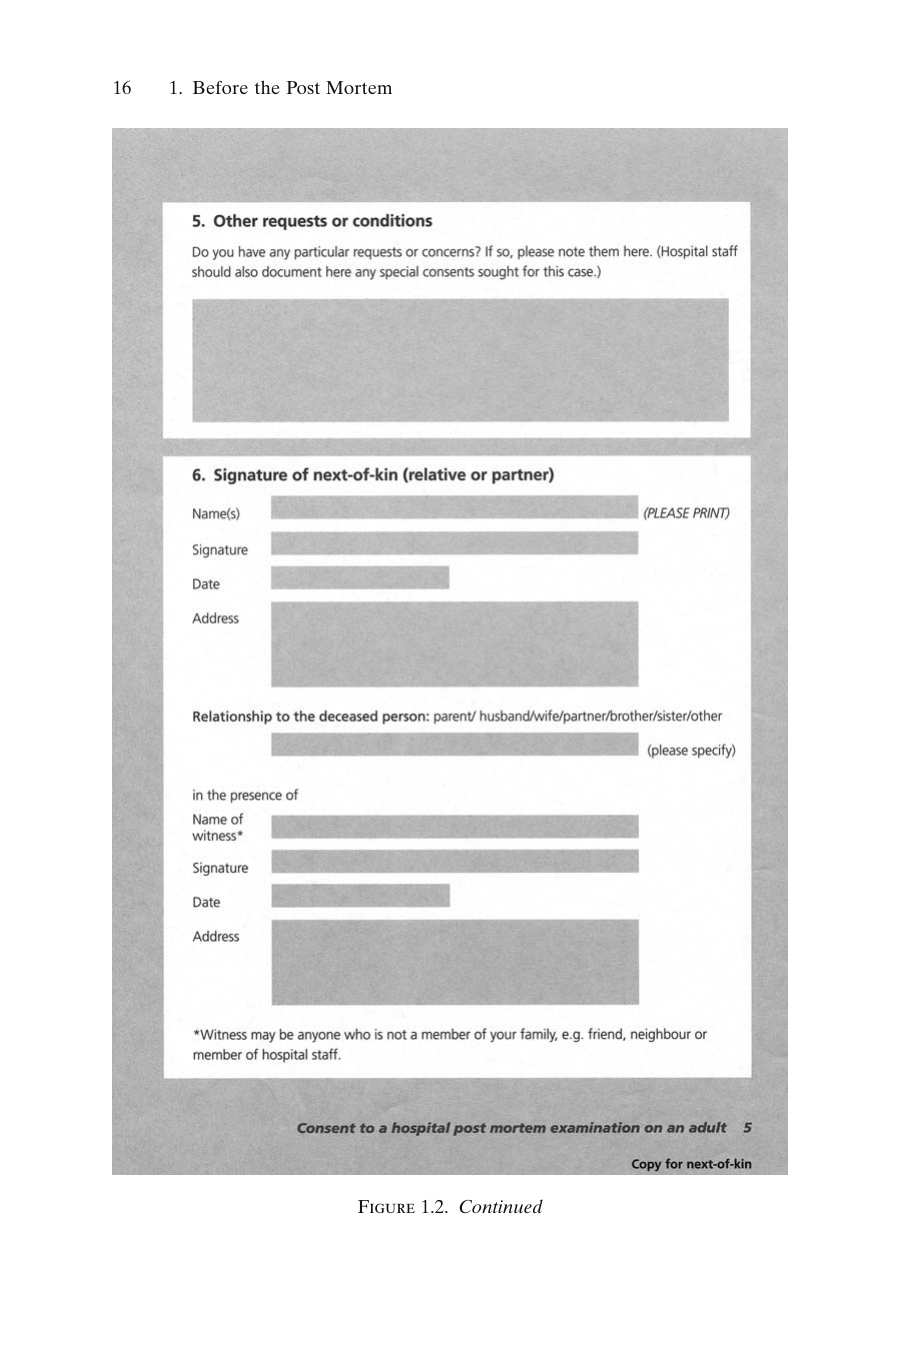 16 1. Before the Post Mortem
5. Other requests or conditions
Do you have any particular requests or concerns? If so, please note them here. (Hospital staff
should also document here any special consents sought for this case.)
6. Signature of next-of-kin (relative or partner)
Name(s) (PLEASE PRINT)
Signature
Date
Address
Relationship to the deceased person: parent/ husband/wife/partner/brother/sister/other
(please specify)
in the presence of
Name of
witness*
Signature
Date
Address
*Witness may be anyone who is not a member of your family, e.g. friend, neighbour or
member of hospital staff.
Consent to a hospital post mortem examination on an adult 5
Copy for next-of-kin
FIGURE 1.2. Continued